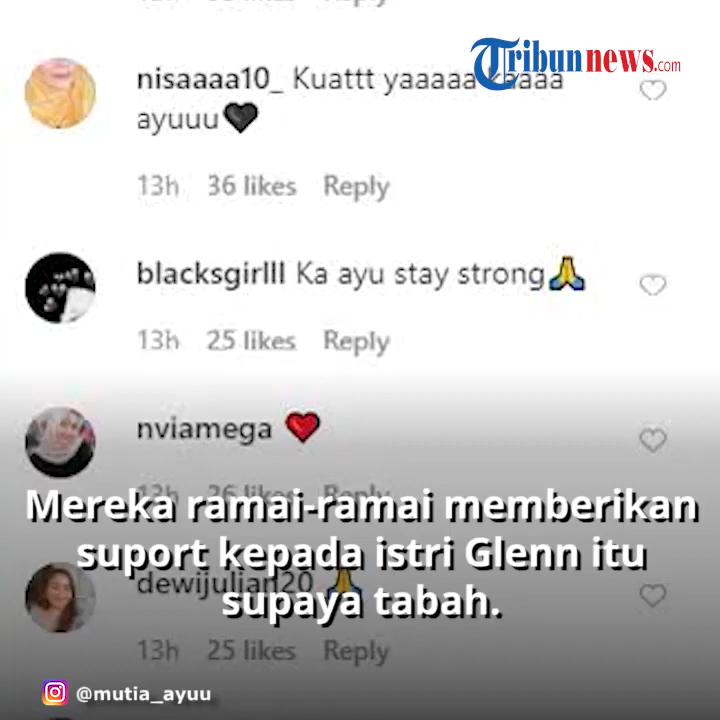 Tribunnews.com
nisaaaa10_ Kuattt yaaaaa kaaaa
ayuuu🖤
13h 36 likes Reply
blacksgirlll Ka ayu stay strong🙏
13h 25 likes Reply
nviamega ❤️
13h 26 likes Reply
Mereka ramai-ramai memberikan
suport kepada istri Glenn itu
dewijulian20 🙏
supaya tabah.
13h 25 likes Reply
@mutia_ayuu